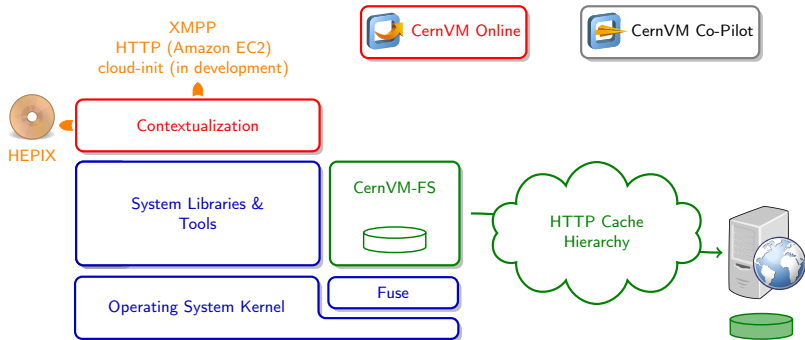 XMPP
HTTP (Amazon EC2)
cloud-init (in development)
CernVM Online
CernVM Co-Pilot
HEPIX
Contextualization
System Libraries &
Tools
CernVM-FS
HTTP Cache
Hierarchy
Operating System Kernel
Fuse